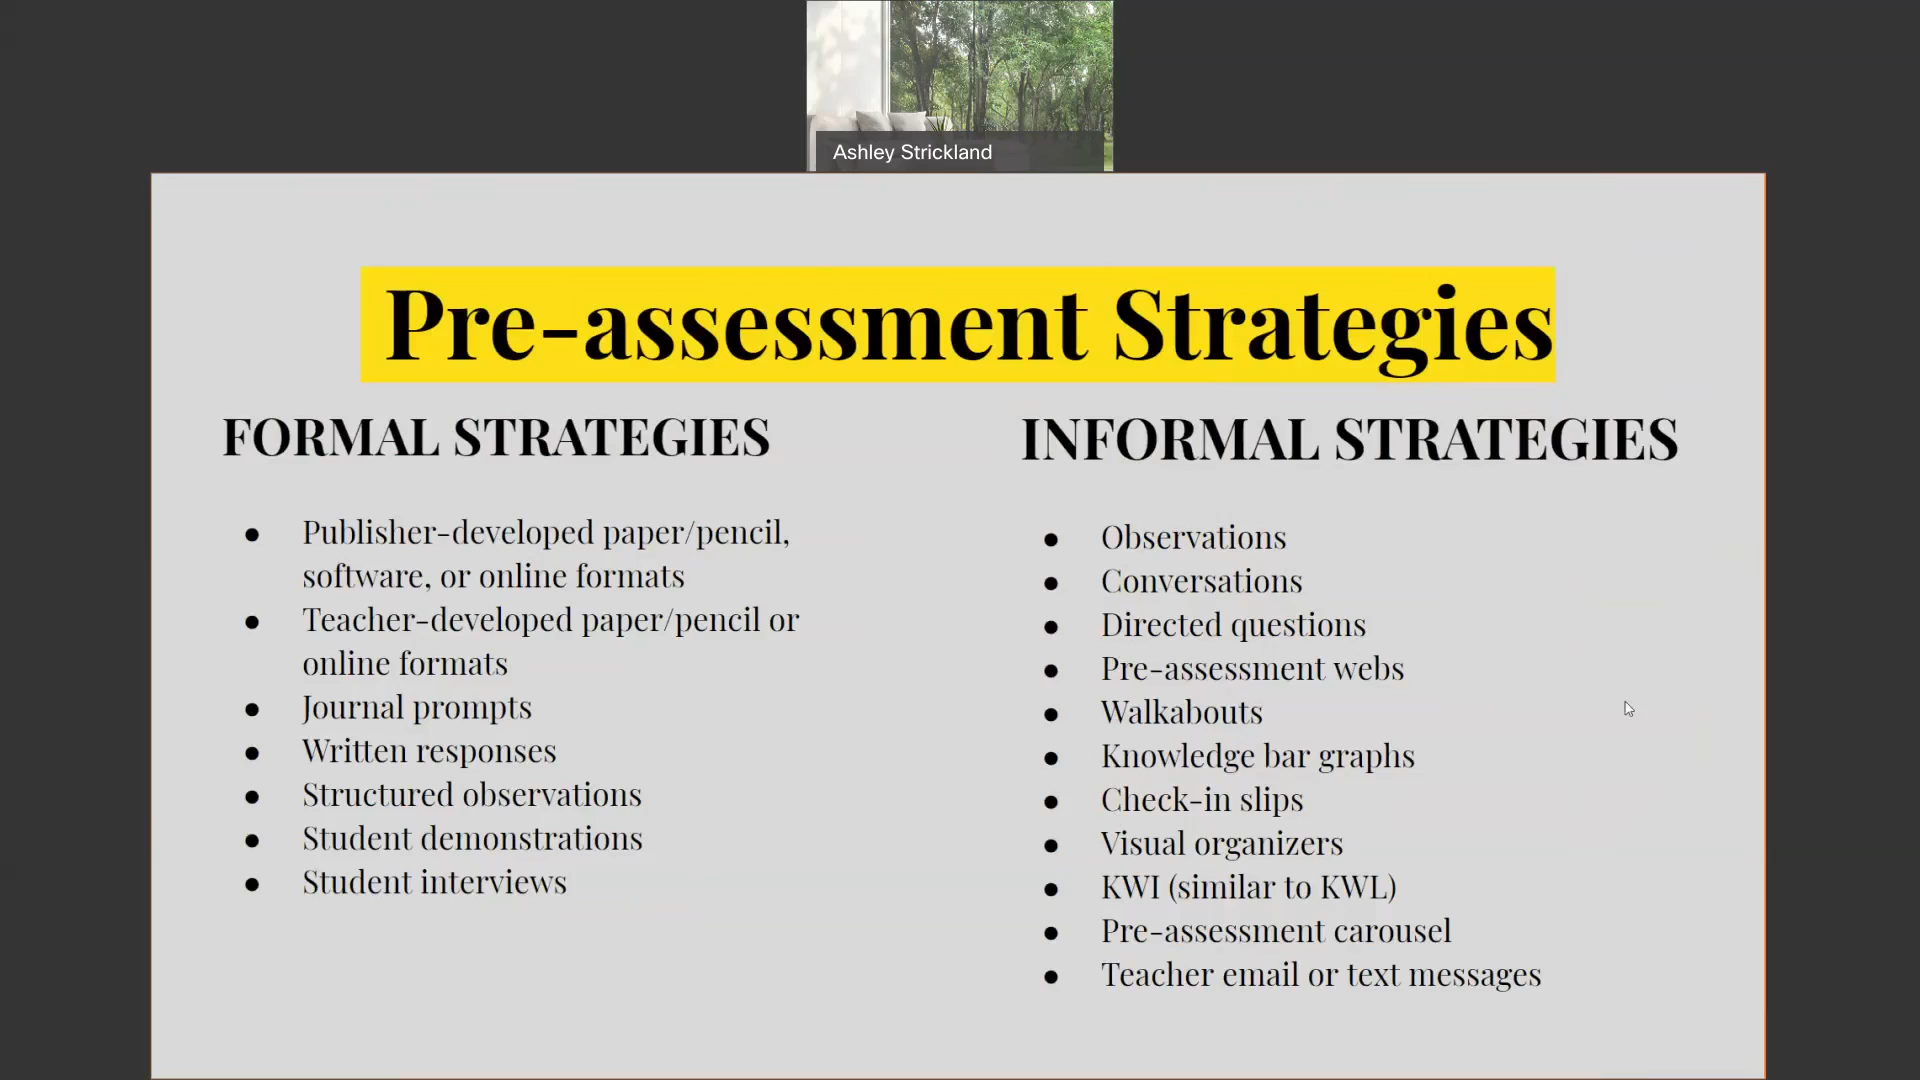 Ashley Strickland
Pre-assessment Strategies
FORMAL STRATEGIES
● Publisher-developed paper/pencil,
software, or online formats
● Teacher-developed paper/pencil or
online formats
● Journal prompts
● Written responses
● Structured observations
● Student demonstrations
● Student interviews
INFORMAL STRATEGIES
● Observations
● Conversations
● Directed questions
● Pre-assessment webs
● Walkabouts
● Knowledge bar graphs
● Check-in slips
● Visual organizers
● KWI (similar to KWL)
● Pre-assessment carousel
● Teacher email or text messages